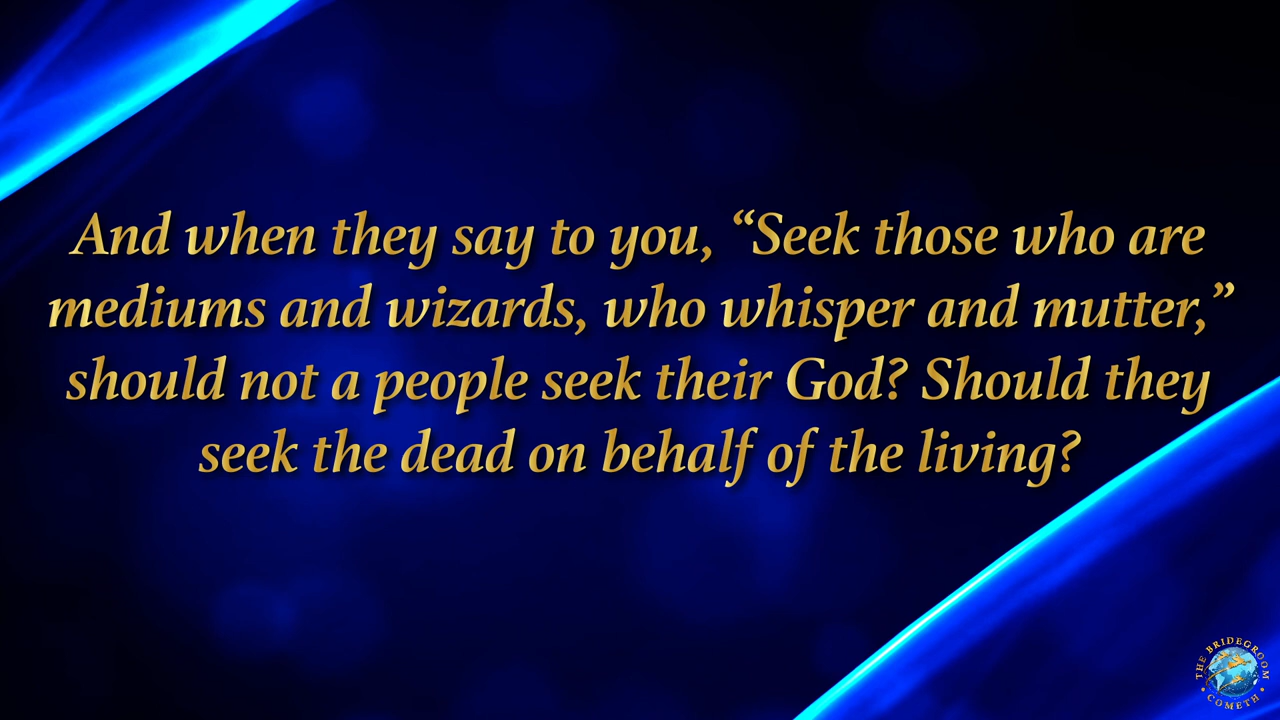 And when they say to you, “Seek those who are
mediums and wizards, who whisper and mutter,”
should not a people seek their God? Should they
seek the dead on behalf of the living?
THE BRIDEGROOM
• COMETH •